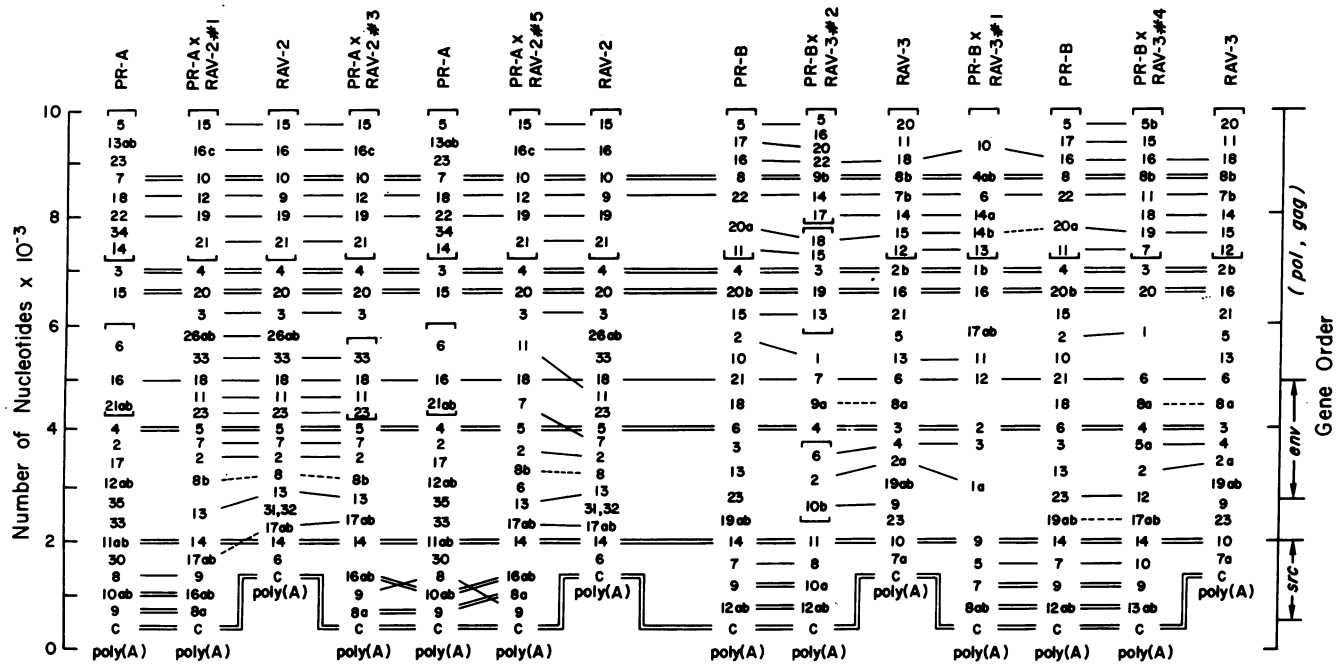 PR-A PR-A x RAV-2#1 RAV-2 PR-A x RAV-2#3 PR-A PR-A x RAV-2#5 RAV-2 PR-B PR-B x RAV-3#2 RAV-3 PR-B x RAV-3#1 PR-B PR-B x RAV-3#4 RAV-3
Number of Nucleotides x 10⁻³
10
8
6
4
2
0
5 15 15 15 5 15 15 5 5 20 5 5b 20
13ab 16c 16 16c 13ab 16c 16 17 16 11 10 17 15 11
23 23 16 20 18 16 16 18
22
7 10 10 10 7 10 10 8 9b 8b 4ab 8 8b 8b
18 12 9 12 18 12 9 22 14 7b 6 22 11 7b
22 19 19 19 22 19 19 17 14 14a 18 14
34 34 20a 18 15 14b 20a 19 15
14 21 21 21 14 21 21 11 15 12 13 11 7 12
3 4 4 4 3 4 4 4 3 2b 1b 4 3 2b
15 20 20 20 15 20 20 20b 19 16 16 20b 20 16
3 3 3 3 3 15 13 21 15 21
6 26ab 26ab 6 11 26ab 2 5 17ab 2 1 5
33 33 33 33 10 1 13 11 10 13
16 18 18 18 16 18 18 21 7 6 12 21 6 6
21ab 11 11 11 21ab 7 11 18 9a 8a 18 8a 8a
23 23 23 23
4 5 5 5 4 5 5 6 4 3 2 6 4 3
2 7 7 7 2 2 7 3 6 4 3 3 5a 4
17 2 2 2 17 2 2a 2a
12ab 8b 8 8b 12ab 8b 8 13 2 19ab 1a 13 2 19ab
35 13 13 13 35 6 13 23 10b 9 23 12 9
33 31,32 33 13 31,32
17ab 17ab 17ab 17ab 19ab 23 19ab 17ab 23
11ab 14 14 14 11ab 14 14 14 11 10 9 14 14 10
30 17ab 6 30 6 7 8 7a 5 7 10 7a
8 9 C 16ab 8 16ab C 9 10a C 7 9 9 C
10ab 16ab poly(A) 9 10ab 8a poly(A) poly(A) poly(A)
9 8a 8a 9 9 12ab 12ab 8ab 12ab 13ab
C C C C C C C C C C
poly(A) poly(A) poly(A) poly(A) poly(A) poly(A) poly(A) poly(A) poly(A) poly(A)
(pol, gag)
env
src
Gene Order